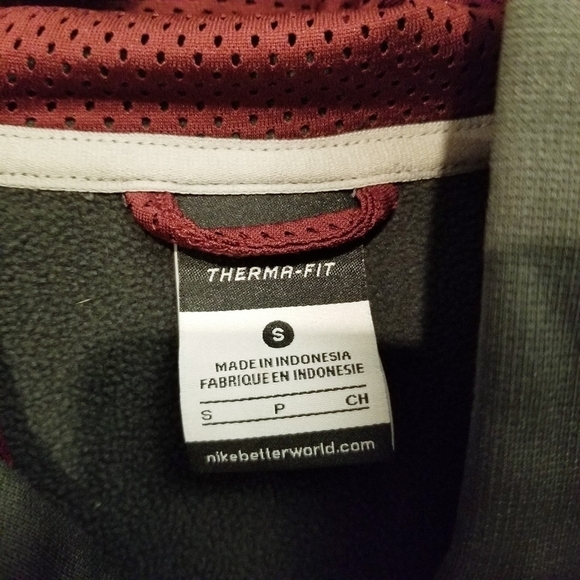 THERMA-FIT
S
MADE IN INDONESIA
FABRIQUE EN INDONESIE
S P CH
nikebetterworld.com